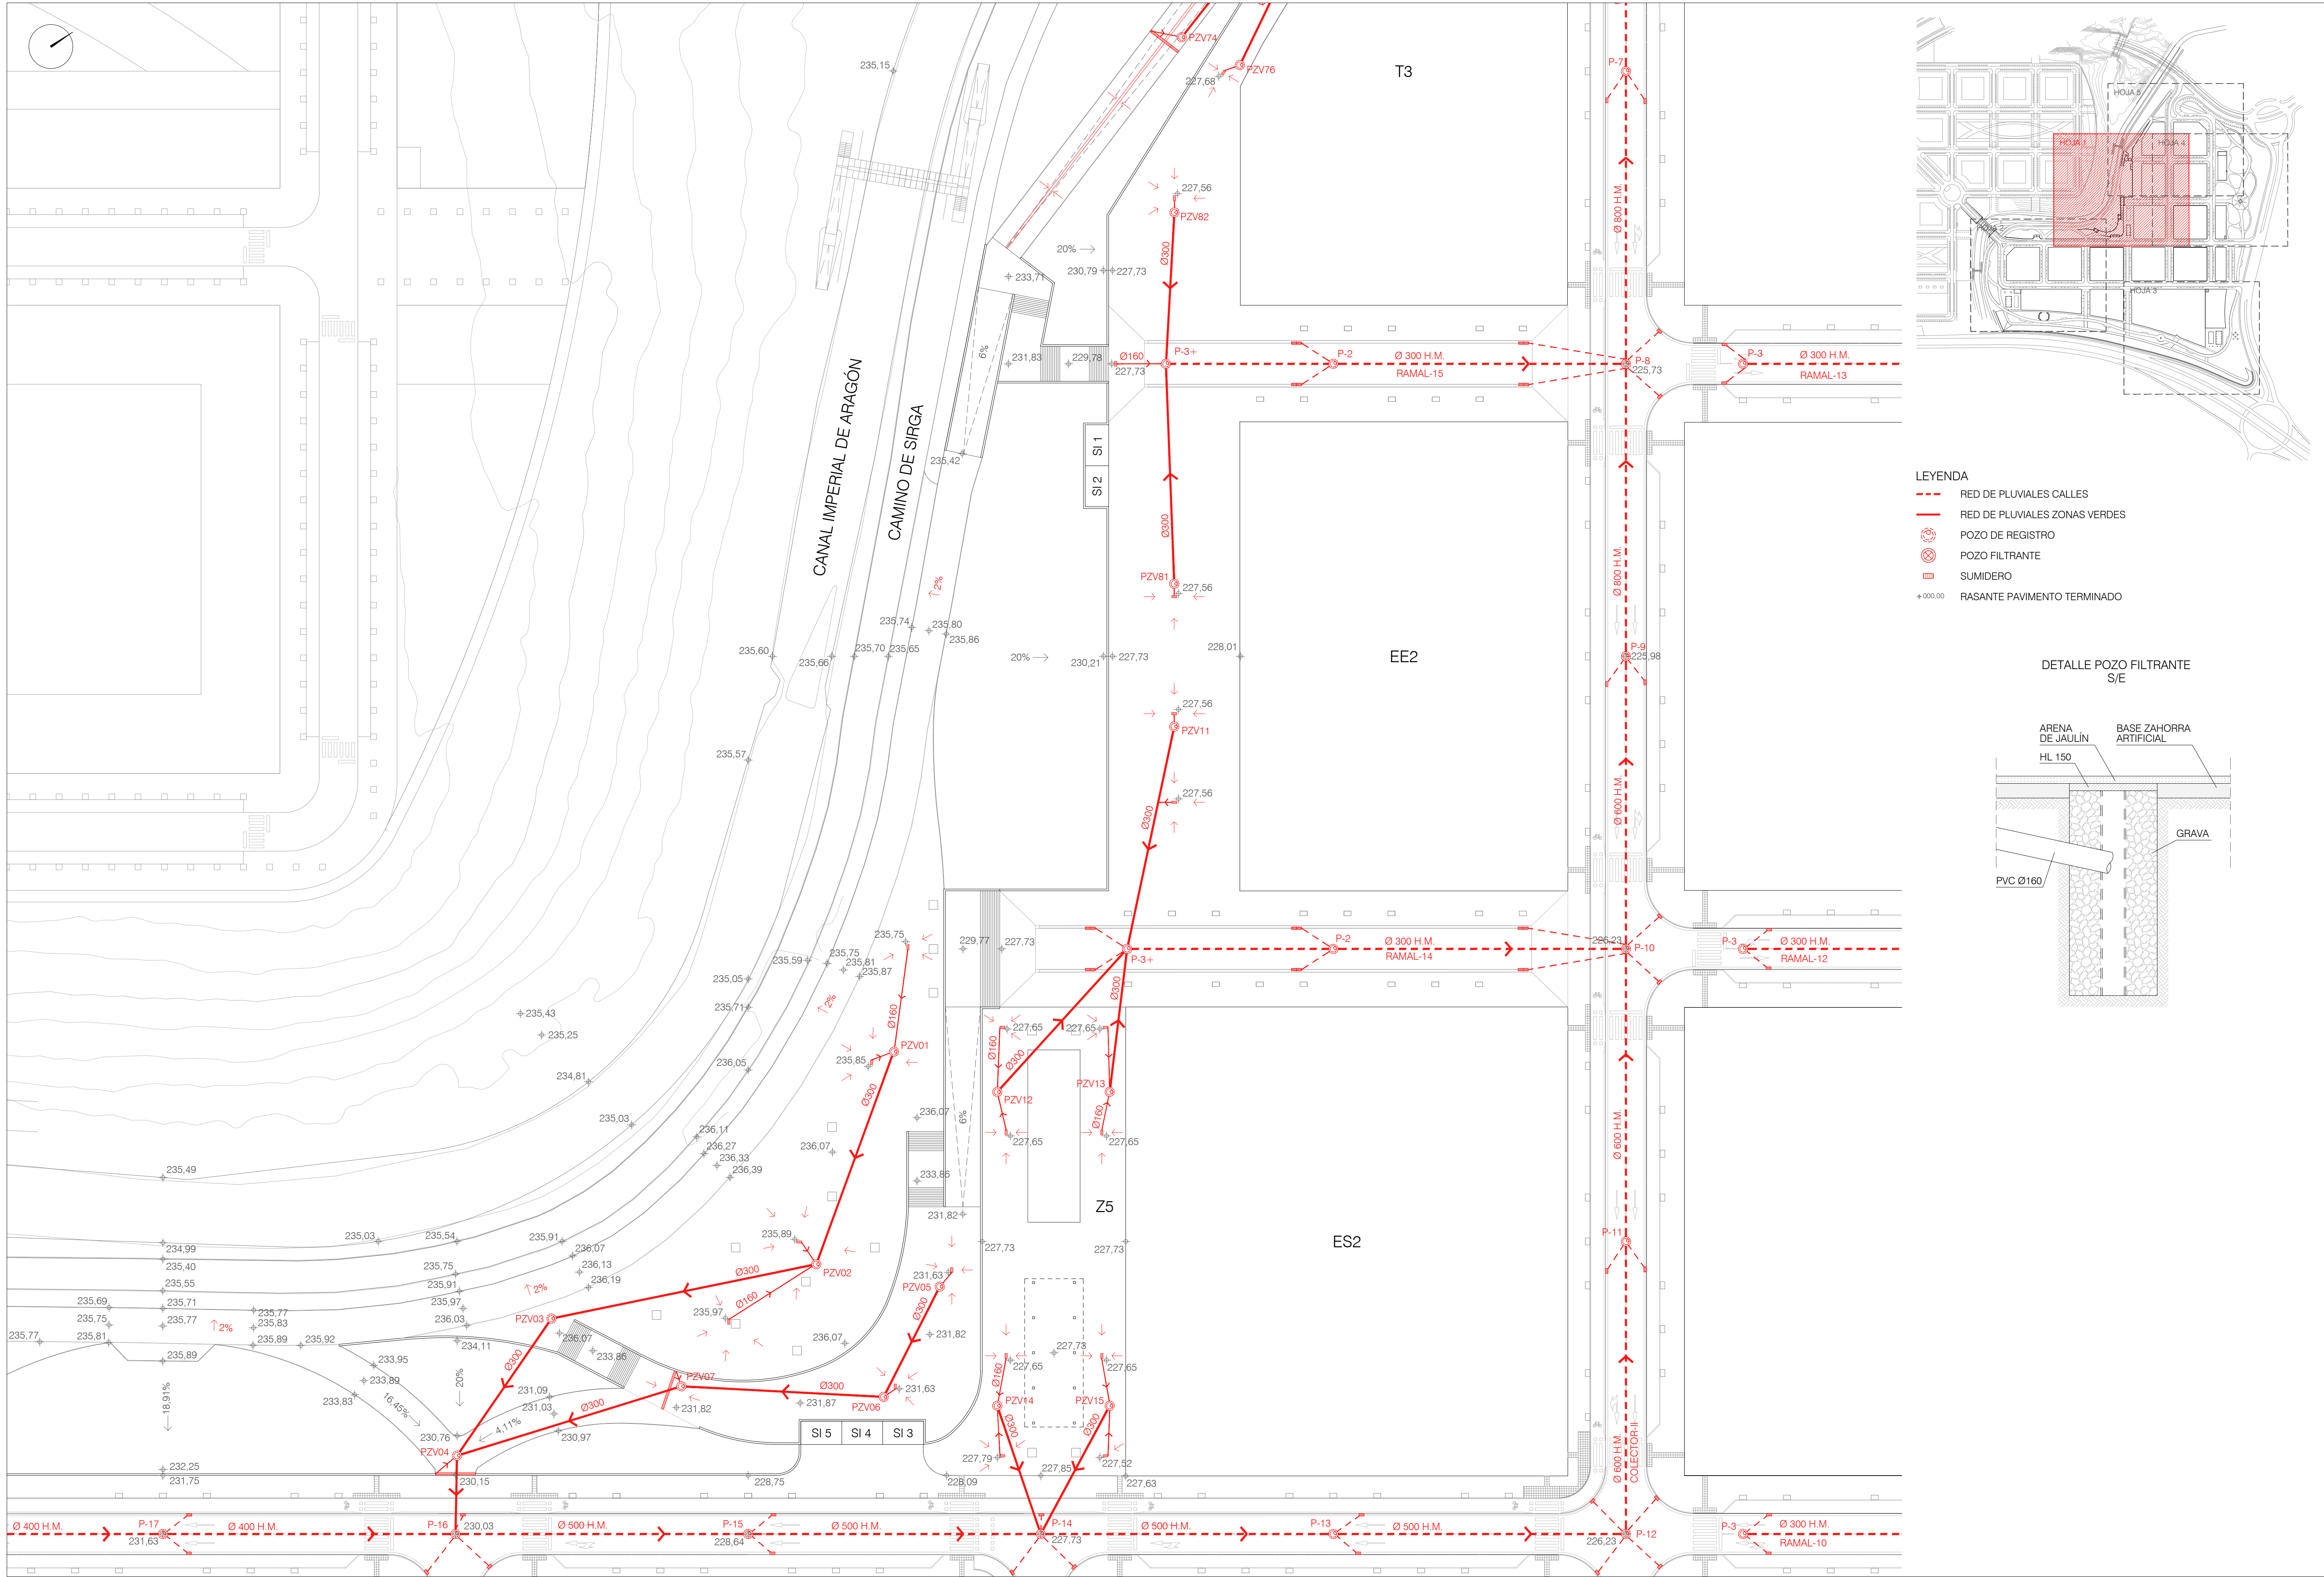 PZV74
235,15
PZV76
T3
227,68
P-7
HOJA 5
HOJA 1
HOJA 4
HOJA 2
HOJA 3
227,56
PZV82
Ø 800 H.M.
Ø300
20%
233,71
230,79
227,73
6%
231,83
229,78
Ø160
227,73
P-3+
P-2
Ø 300 H.M.
RAMAL-15
P-8
225,73
P-3
Ø 300 H.M.
RAMAL-13
CANAL IMPERIAL DE ARAGÓN
CAMINO DE SIRGA
235,42
SI 1
SI 2
Ø300
LEYENDA
RED DE PLUVIALES CALLES
RED DE PLUVIALES ZONAS VERDES
POZO DE REGISTRO
POZO FILTRANTE
SUMIDERO
000,00 RASANTE PAVIMENTO TERMINADO
Ø 800 H.M.
PZV81
227,56
2%
235,74
235,80
235,86
235,60
235,66
235,70
235,65
20%
230,21
227,73
228,01
EE2
P-9
225,98
DETALLE POZO FILTRANTE
S/E
ARENA
DE JAULÍN
BASE ZAHORRA
ARTIFICIAL
HL 150
GRAVA
PVC Ø160
227,56
PZV11
235,57
227,56
Ø300
Ø 600 H.M.
235,75
229,77
227,73
P-3+
P-2
Ø 300 H.M.
RAMAL-14
226,23
P-10
P-3
Ø 300 H.M.
RAMAL-12
235,59
235,75
235,81
235,87
235,05
235,71
2%
Ø160
Ø300
235,43
235,25
227,65
227,65
PZV01
235,85
Ø160
Ø300
236,05
234,81
PZV12
PZV13
Ø300
235,03
236,07
6%
Ø160
Ø 600 H.M.
236,11
236,27
236,33
236,39
236,07
227,65
227,65
235,49
233,86
Z5
231,82
P-11
235,03
235,54
235,91
235,89
227,73
227,73
ES2
234,99
235,40
236,07
236,13
236,19
235,75
235,91
PZV02
Ø300
231,63
PZV05
2%
235,55
235,69
235,71
235,77
235,97
Ø160
235,97
Ø300
235,75
235,77
2%
235,83
236,03
PZV03
235,77
235,81
235,89
235,92
236,07
236,07
231,82
234,11
233,86
227,73
235,89
233,95
Ø300
20%
227,65
227,65
233,89
PZV07
Ø300
231,63
18,91%
233,83
16,45%
231,09
PZV06
Ø160
231,03
Ø300
231,82
231,87
PZV14
PZV15
4,11%
230,76
230,97
SI 5
SI 4
SI 3
Ø300
Ø300
PZV04
227,79
227,52
232,25
231,75
230,15
228,75
228,09
227,85
227,63
Ø 600 H.M.
COLECTOR-II
Ø 400 H.M.
P-17
231,63
Ø 400 H.M.
P-16
230,03
Ø 500 H.M.
P-15
228,64
Ø 500 H.M.
P-14
227,73
Ø 500 H.M.
P-13
Ø 500 H.M.
226,23
P-12
P-3
Ø 300 H.M.
RAMAL-10